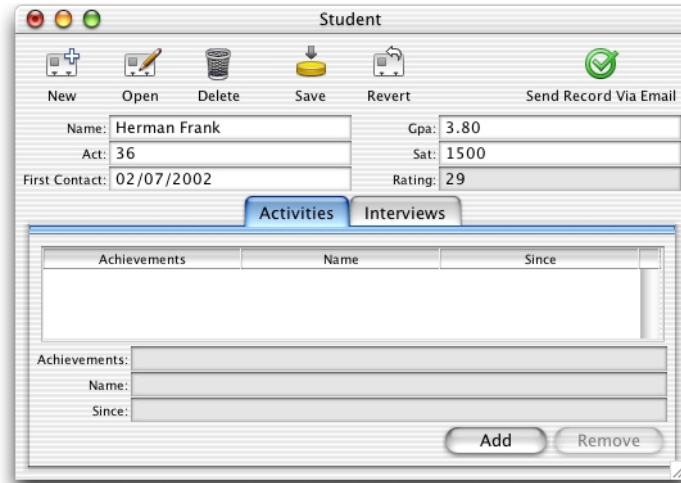 Student
New Open Delete Save Revert Send Record Via Email
Name: Herman Frank Gpa: 3.80
Act: 36 Sat: 1500
First Contact: 02/07/2002 Rating: 29
Activities Interviews
Achievements Name Since
Achievements:
Name:
Since:
Add Remove